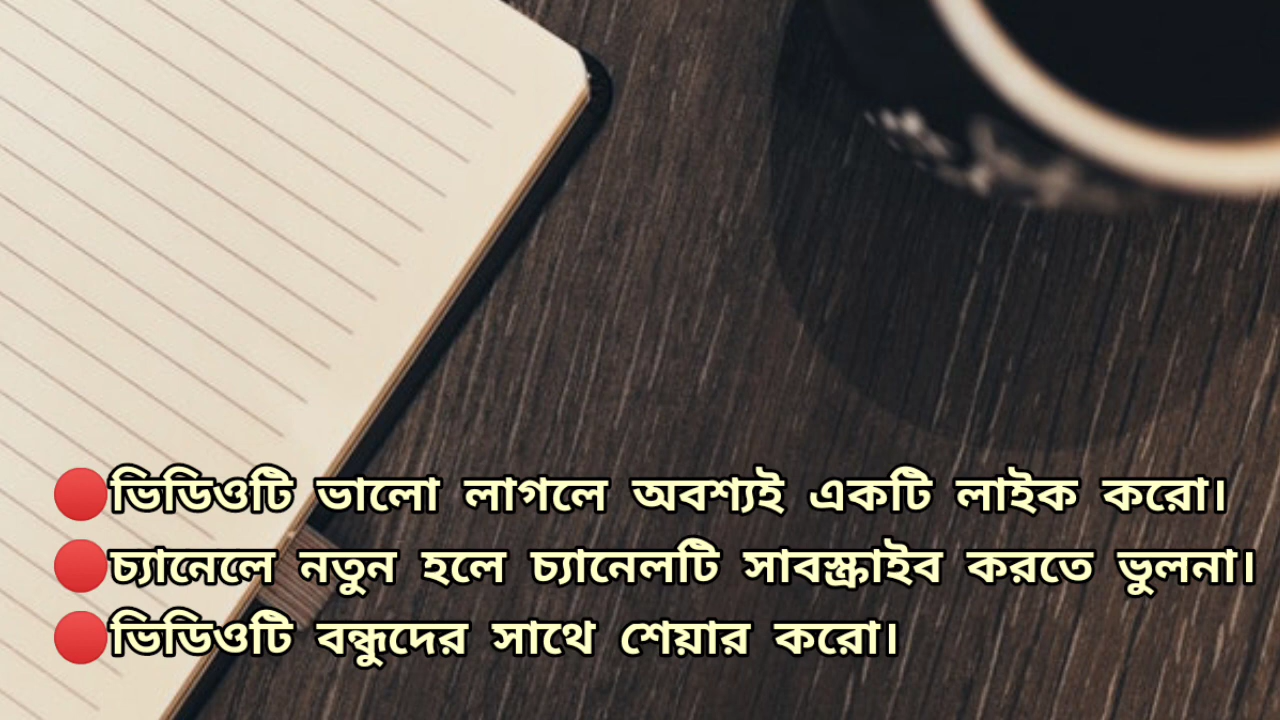 🔴ভিডিওটি ভালো লাগলে অবশ্যই একটি লাইক করো।
🔴চ্যানেলে নতুন হলে চ্যানেলটি সাবস্ক্রাইব করতে ভুলনা।
🔴ভিডিওটি বন্ধুদের সাথে শেয়ার করো।